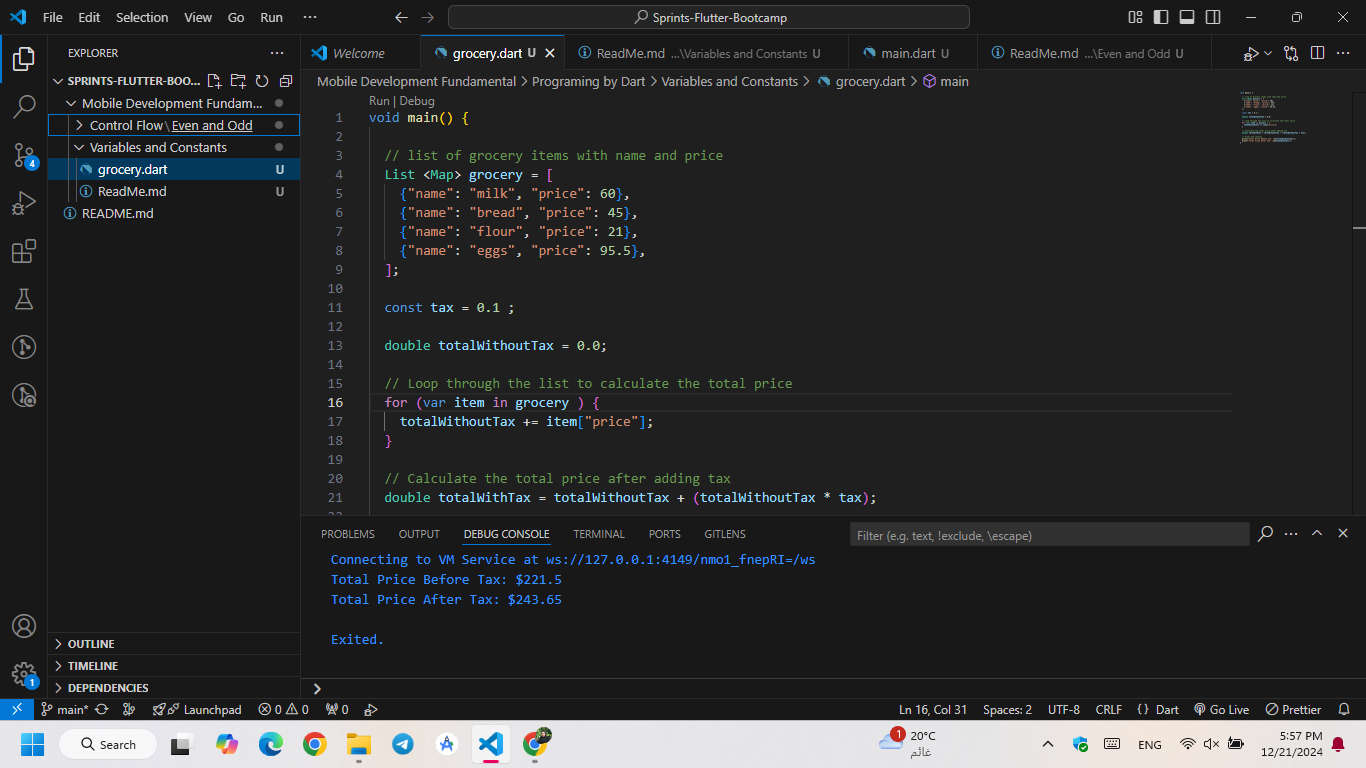 File Edit Selection View Go Run ··· Sprints-Flutter-Bootcamp
EXPLORER ···
SPRINTS-FLUTTER-BOO...
Mobile Development Fundam...
Control Flow \ Even and Odd
Variables and Constants
grocery.dart U
ReadMe.md U
README.md
OUTLINE
TIMELINE
DEPENDENCIES
Welcome grocery.dart U ReadMe.md ...\Variables and Constants U main.dart U ReadMe.md ...\Even and Odd U
Mobile Development Fundamental > Programing by Dart > Variables and Constants > grocery.dart > main
Run | Debug
1 void main() {
2
3 // list of grocery items with name and price
4 List <Map> grocery = [
5 {"name": "milk", "price": 60},
6 {"name": "bread", "price": 45},
7 {"name": "flour", "price": 21},
8 {"name": "eggs", "price": 95.5},
9 ];
10
11 const tax = 0.1 ;
12
13 double totalWithoutTax = 0.0;
14
15 // Loop through the list to calculate the total price
16 for (var item in grocery ) {
17 totalWithoutTax += item["price"];
18 }
19
20 // Calculate the total price after adding tax
21 double totalWithTax = totalWithoutTax + (totalWithoutTax * tax);
PROBLEMS OUTPUT DEBUG CONSOLE TERMINAL PORTS GITLENS Filter (e.g. text, !exclude, \escape)
Connecting to VM Service at ws://127.0.0.1:4149/nmo1_fnepRI=/ws
Total Price Before Tax: $221.5
Total Price After Tax: $243.65
Exited.
4
1
main* Launchpad 0 0 0 Ln 16, Col 31 Spaces: 2 UTF-8 CRLF {} Dart Go Live Prettier
Search 1 20°C ENG 5:57 PM
غائم 12/21/2024